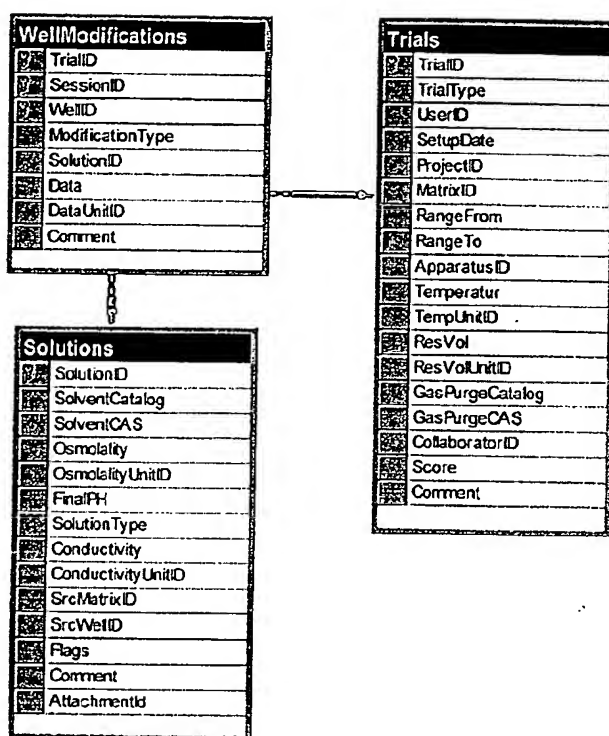 WellModifications
TrialID
SessionID
WellID
ModificationType
SolutionID
Data
DataUnitID
Comment
Trials
TrialID
TrialType
UserID
SetupDate
ProjectID
MatrixID
RangeFrom
RangeTo
ApparatusID
Temperatur
TempUnitID
ResVol
ResVolUnitID
GasPurgeCatalog
GasPurgeCAS
CollaboratorID
Score
Comment
Solutions
SolutionID
SolventCatalog
SolventCAS
Osmolality
OsmolalityUnitID
FinalPH
SolutionType
Conductivity
ConductivityUnitID
SrcMatrixID
SrcWellID
Flags
Comment
AttachmentId